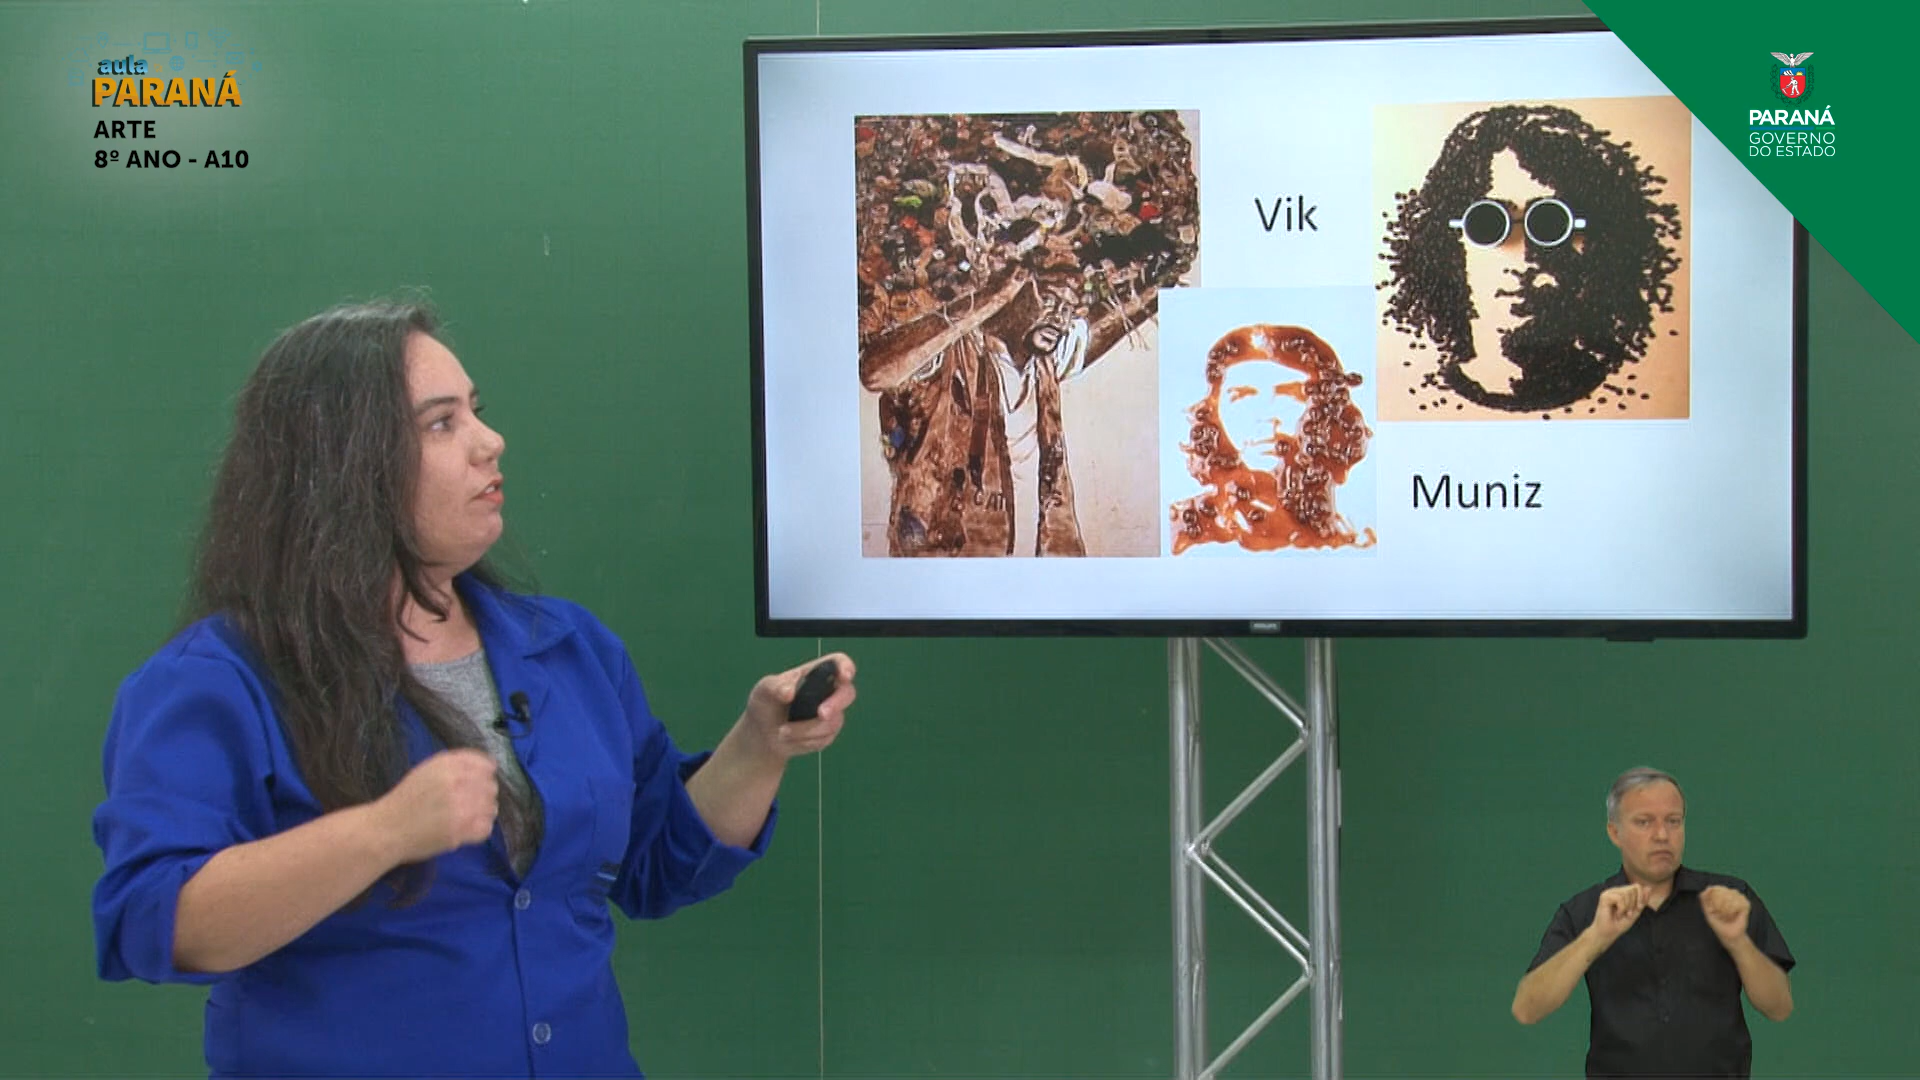 aula
PARANÁ
ARTE
8º ANO - A10
Vik
Muniz
PARANÁ
GOVERNO
DO ESTADO